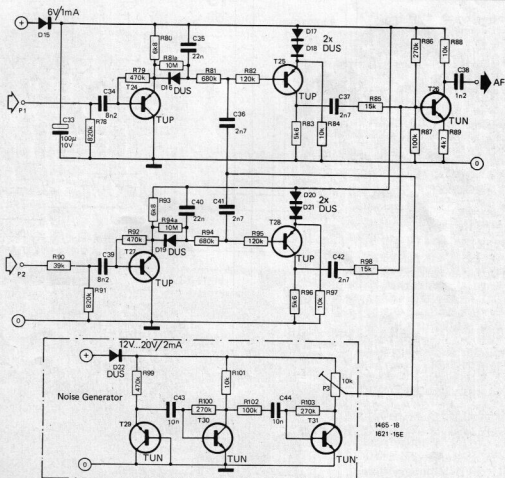 6V/1mA
D15
R80
6k8
C35
22n
R81a
10M
D17
D18
2x
DUS
R86
270k
R88
10k
C38
1n2
AF
R79
470k
D16
DUS
R81
680k
R82
120k
T25
TUP
T26
TUN
P1
C34
8n2
T24
TUP
C33
100µ
10V
R78
820k
C36
2n7
C37
2n7
R85
15k
R83
5k6
R84
10k
R87
100k
R89
4k7
0
R93
6k8
C40
22n
C41
2n7
R94a
10M
D20
D21
2x
DUS
R92
470k
D19
DUS
R94
680k
R95
120k
T28
TUP
P2
R90
39k
C39
8n2
T27
TUP
R91
820k
C42
2n7
R98
15k
R96
5k6
R97
10k
0
12V...20V/2mA
D22
DUS
R99
470k
R101
10k
P3
10k
Noise Generator
C43
10n
R100
270k
R102
100k
C44
10n
R103
270k
T29
TUN
T30
TUN
T31
TUN
0
1465-18
1621-15E